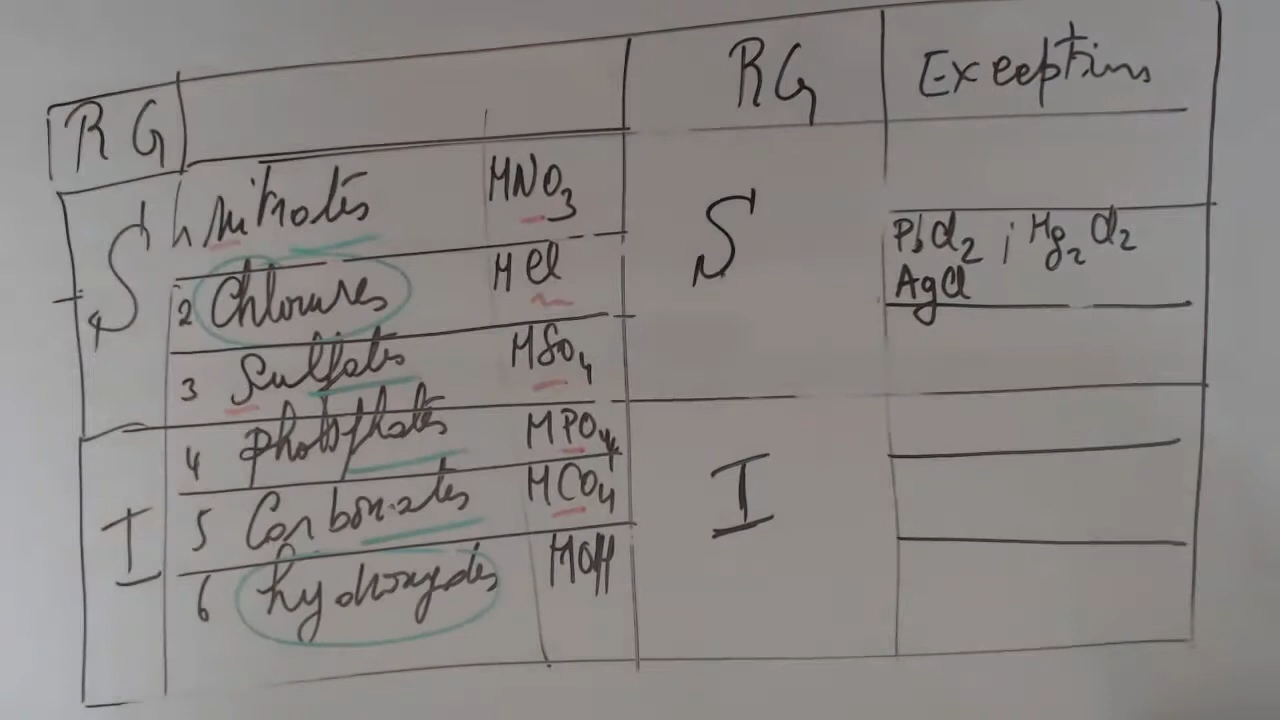 RG RG Exceptions
S 1 nitrates MNO3 S
2 Chlorures MCl PbCl2 ; Hg2Cl2
AgCl
3 Sulfates MSO4
4 phosphates MPO4
I 5 Carbonates MCO4 I
6 hydroxydes MOH